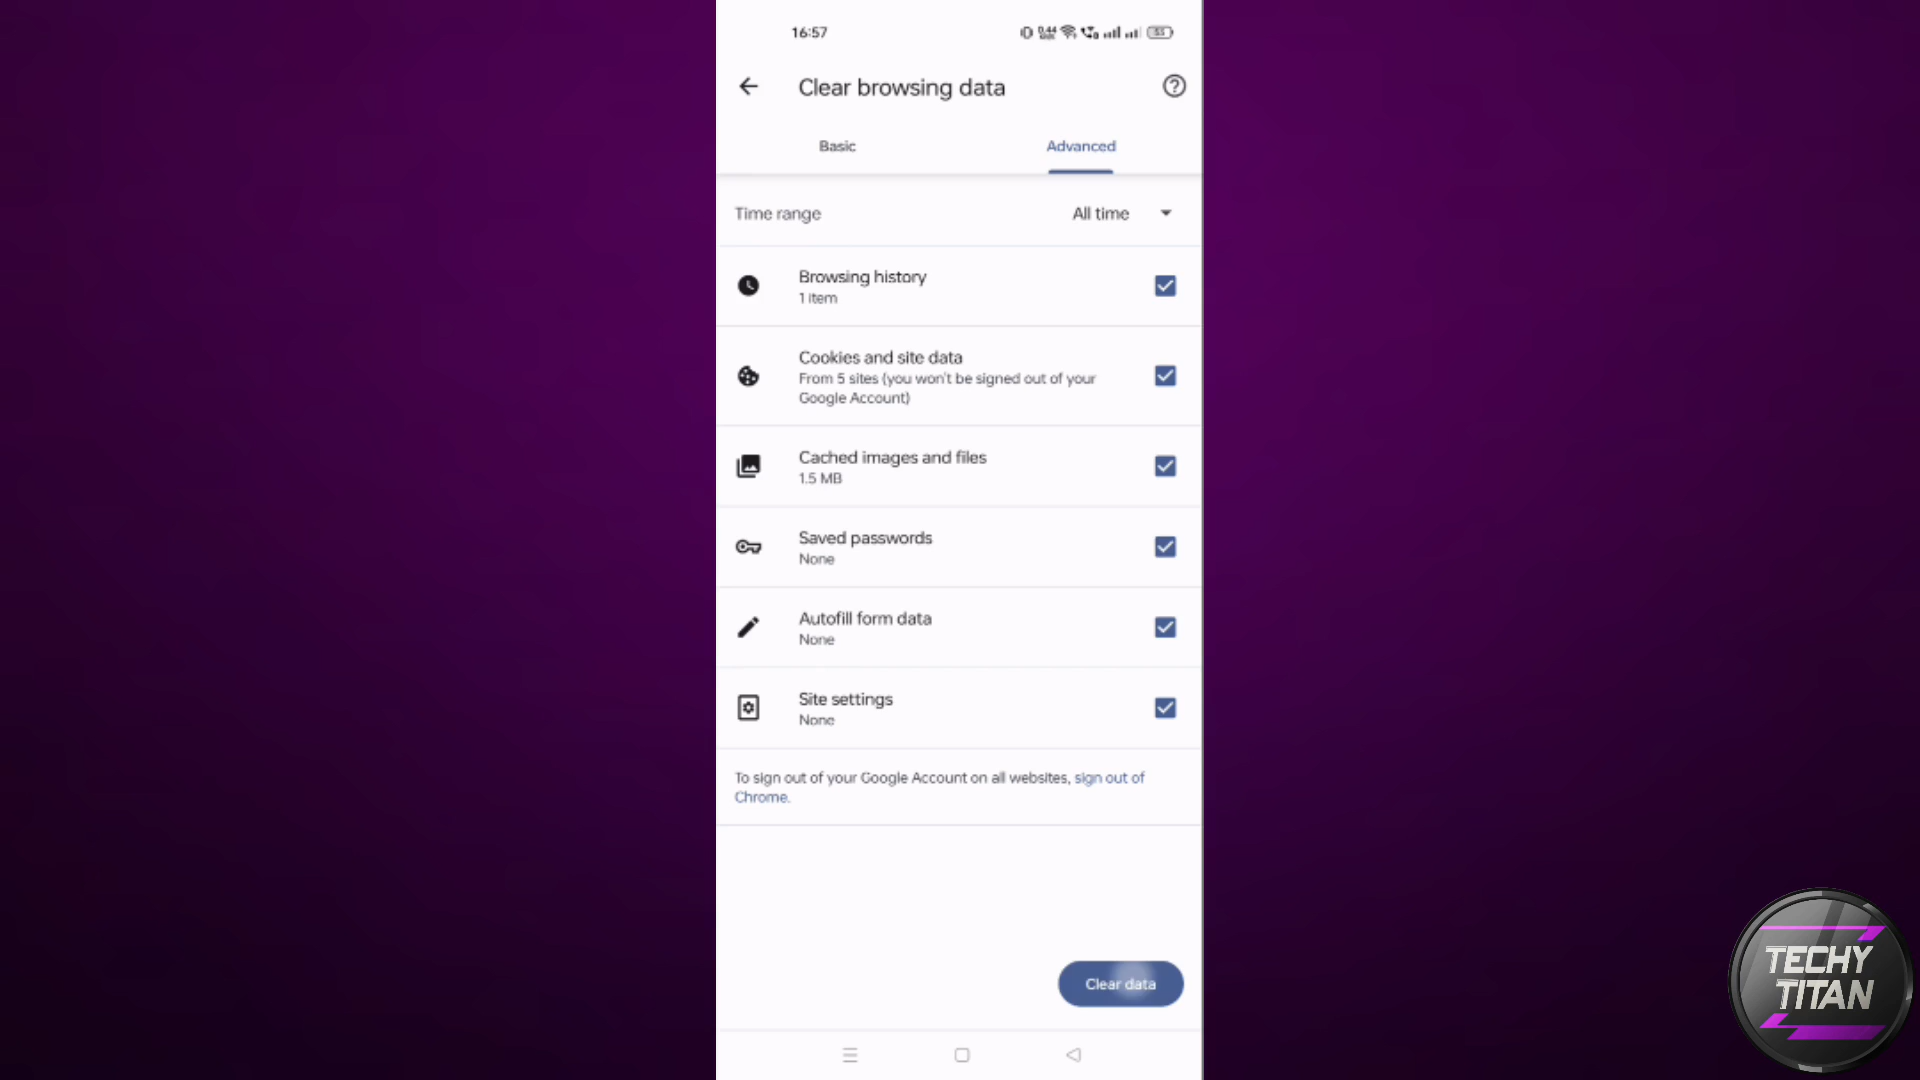 16:57
Clear browsing data
Basic
Advanced
Time range
All time
Browsing history
1 item
Cookies and site data
From 5 sites (you won't be signed out of your
Google Account)
Cached images and files
1.5 MB
Saved passwords
None
Autofill form data
None
Site settings
None
To sign out of your Google Account on all websites, sign out of
Chrome.
Clear data
TECHY
TITAN